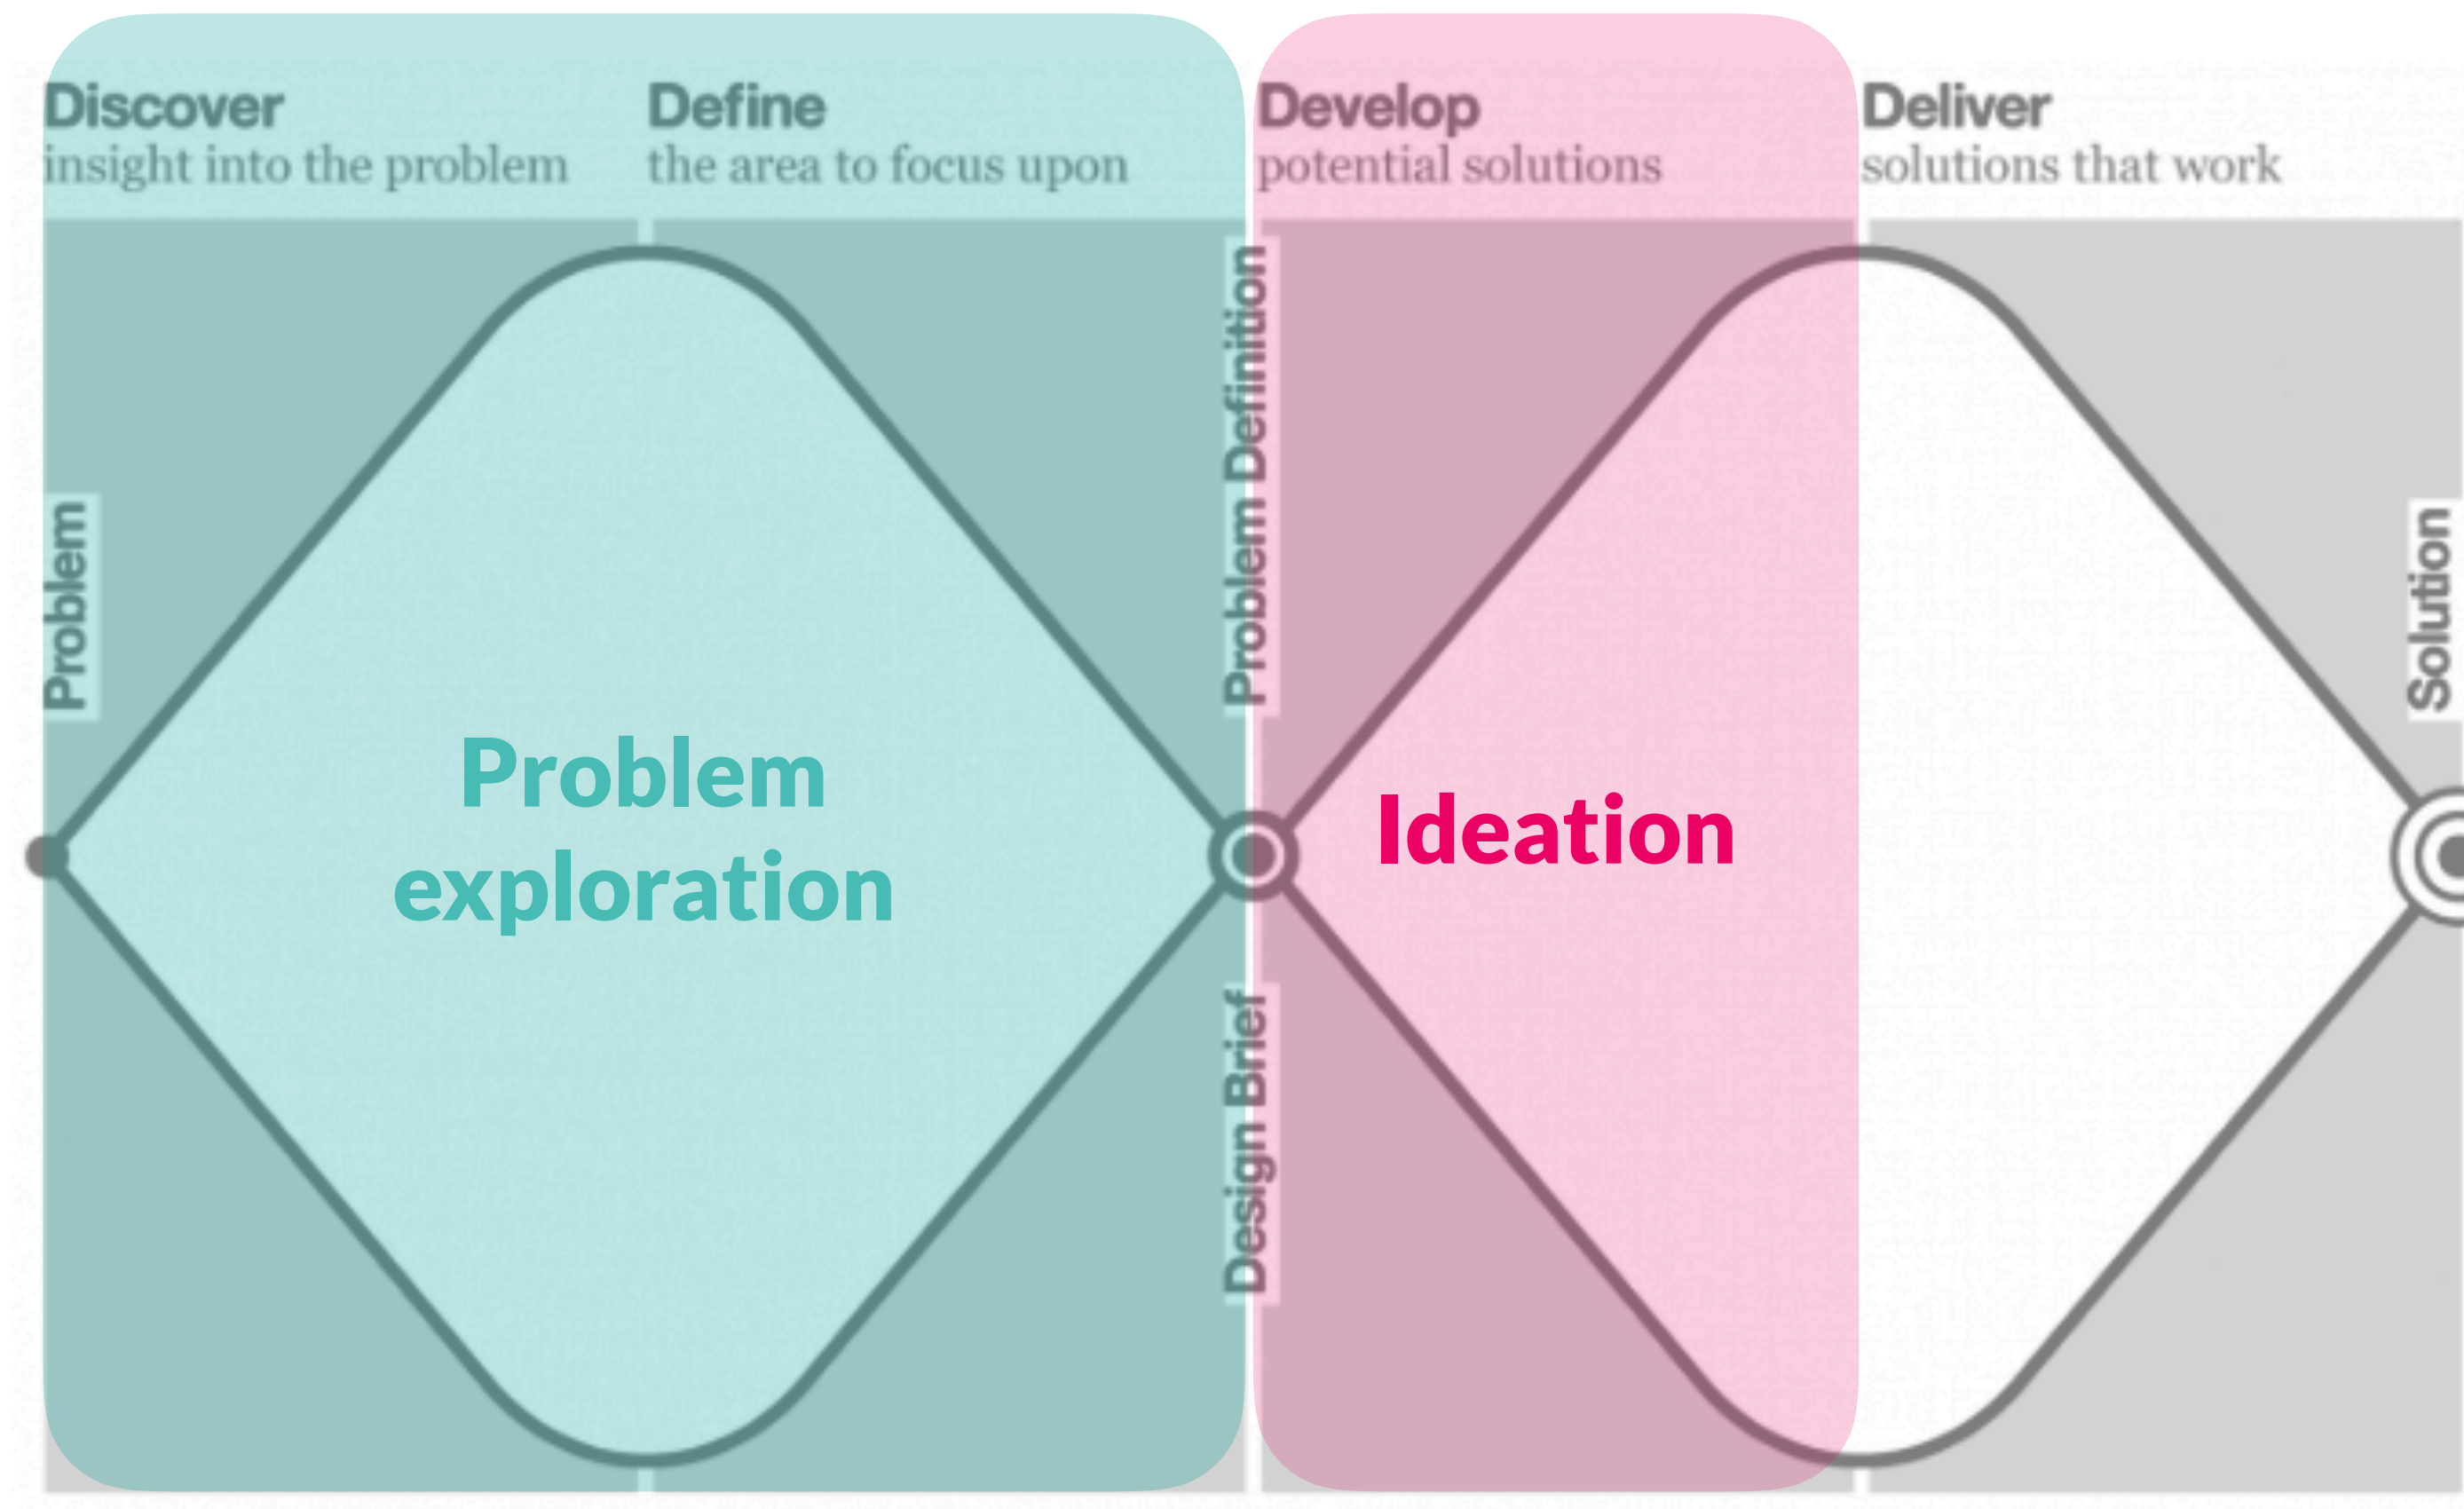 Discover
insight into the problem
Define
the area to focus upon
Develop
potential solutions
Deliver
solutions that work
Problem
Problem
exploration
Problem Definition
Design Brief
Ideation
Solution